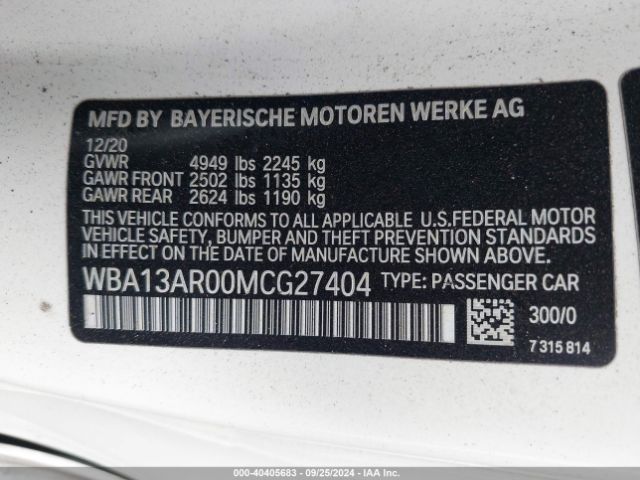 MFD BY BAYERISCHE MOTOREN WERKE AG
12/20
GVWR 4949 lbs 2245 kg
GAWR FRONT 2502 lbs 1135 kg
GAWR REAR 2624 lbs 1190 kg
THIS VEHICLE CONFORMS TO ALL APPLICABLE U.S.FEDERAL MOTOR
VEHICLE SAFETY, BUMPER AND THEFT PREVENTION STANDARDS
IN EFFECT ON THE DATE OF MANUFACTURE SHOWN ABOVE.
WBA13AR00MCG27404 TYPE: PASSENGER CAR
300/0
7 315 814
000-40405683 - 09/25/2024 - IAA Inc.